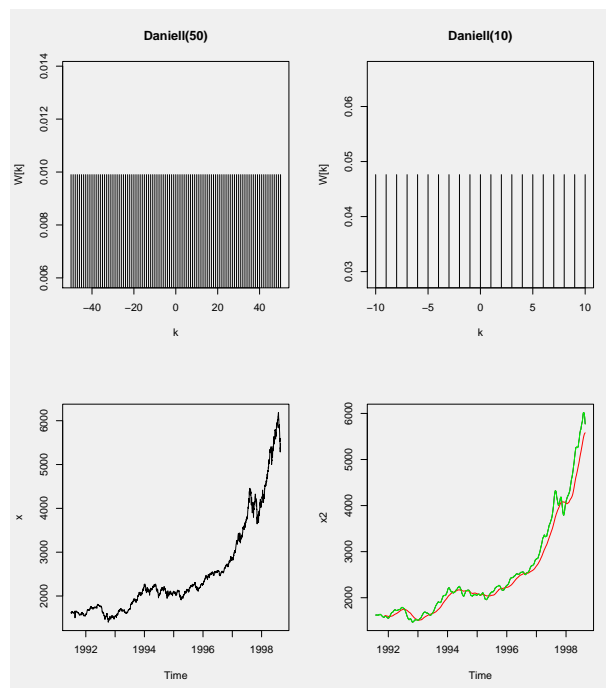 Daniell(50)
W[k]
0.006 0.008 0.010 0.012 0.014
−40 −20 0 20 40
k
Daniell(10)
W[k]
0.03 0.04 0.05 0.06
−10 −5 0 5 10
k
x
2000 3000 4000 5000 6000
1992 1994 1996 1998
Time
x2
2000 3000 4000 5000 6000
1992 1994 1996 1998
Time